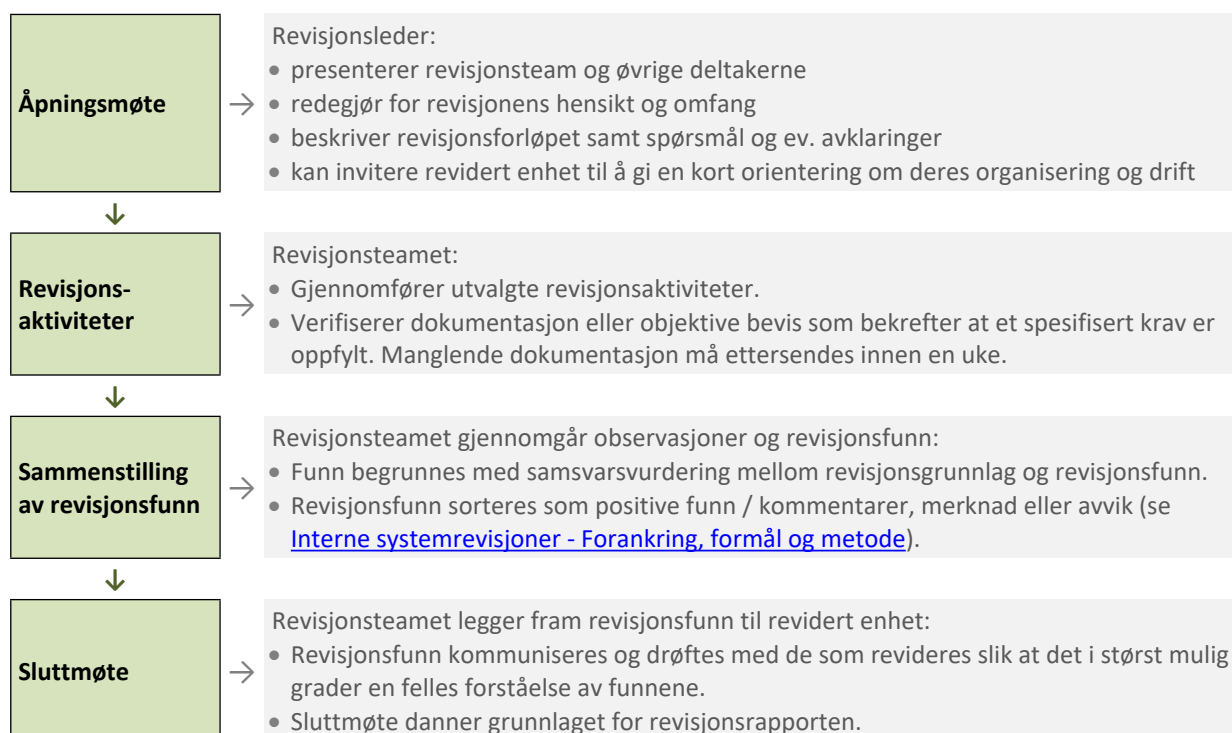 Åpningsmøte
→
Revisjonsleder:
• presenterer revisjonsteam og øvrige deltakerne
• redegjør for revisjonens hensikt og omfang
• beskriver revisjonsforløpet samt spørsmål og ev. avklaringer
• kan invitere revidert enhet til å gi en kort orientering om deres organisering og drift
↓
Revisjons-
aktiviteter
→
Revisjonsteamet:
• Gjennomfører utvalgte revisjonsaktiviteter.
• Verifiserer dokumentasjon eller objektive bevis som bekrefter at et spesifisert krav er
oppfylt. Manglende dokumentasjon må ettersendes innen en uke.
↓
Sammenstilling
av revisjonsfunn
→
Revisjonsteamet gjennomgår observasjoner og revisjonsfunn:
• Funn begrunnes med samsvarsvurdering mellom revisjonsgrunnlag og revisjonsfunn.
• Revisjonsfunn sorteres som positive funn / kommentarer, merknad eller avvik (se
Interne systemrevisjoner - Forankring, formål og metode).
↓
Sluttmøte
→
Revisjonsteamet legger fram revisjonsfunn til revidert enhet:
• Revisjonsfunn kommuniseres og drøftes med de som revideres slik at det i størst mulig
grader en felles forståelse av funnene.
• Sluttmøte danner grunnlaget for revisjonsrapporten.